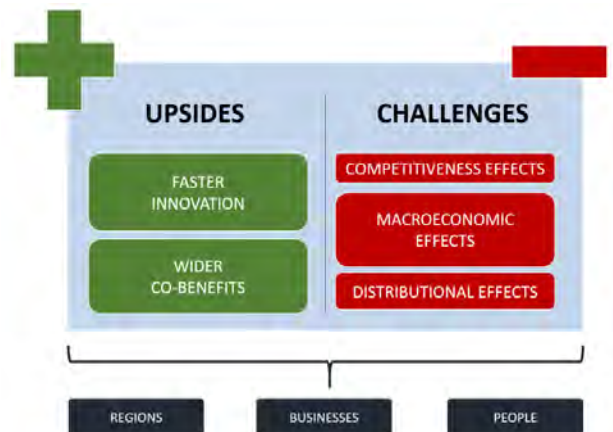 UPSIDES
FASTER
INNOVATION
WIDER
CO-BENEFITS
CHALLENGES
COMPETITIVENESS EFFECTS
MACROECONOMIC
EFFECTS
DISTRIBUTIONAL EFFECTS
REGIONS
BUSINESSES
PEOPLE